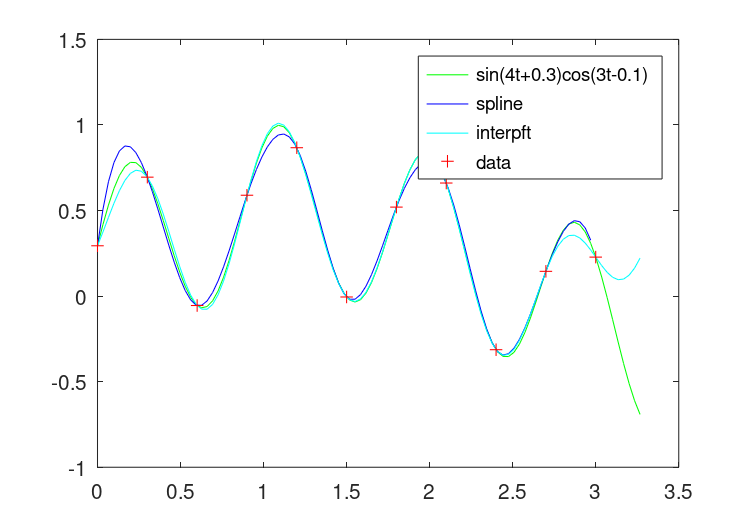 1.5
sin(4t+0.3)cos(3t-0.1)
spline
interpft
data
1
0.5
0
-0.5
-1
0 0.5 1 1.5 2 2.5 3 3.5